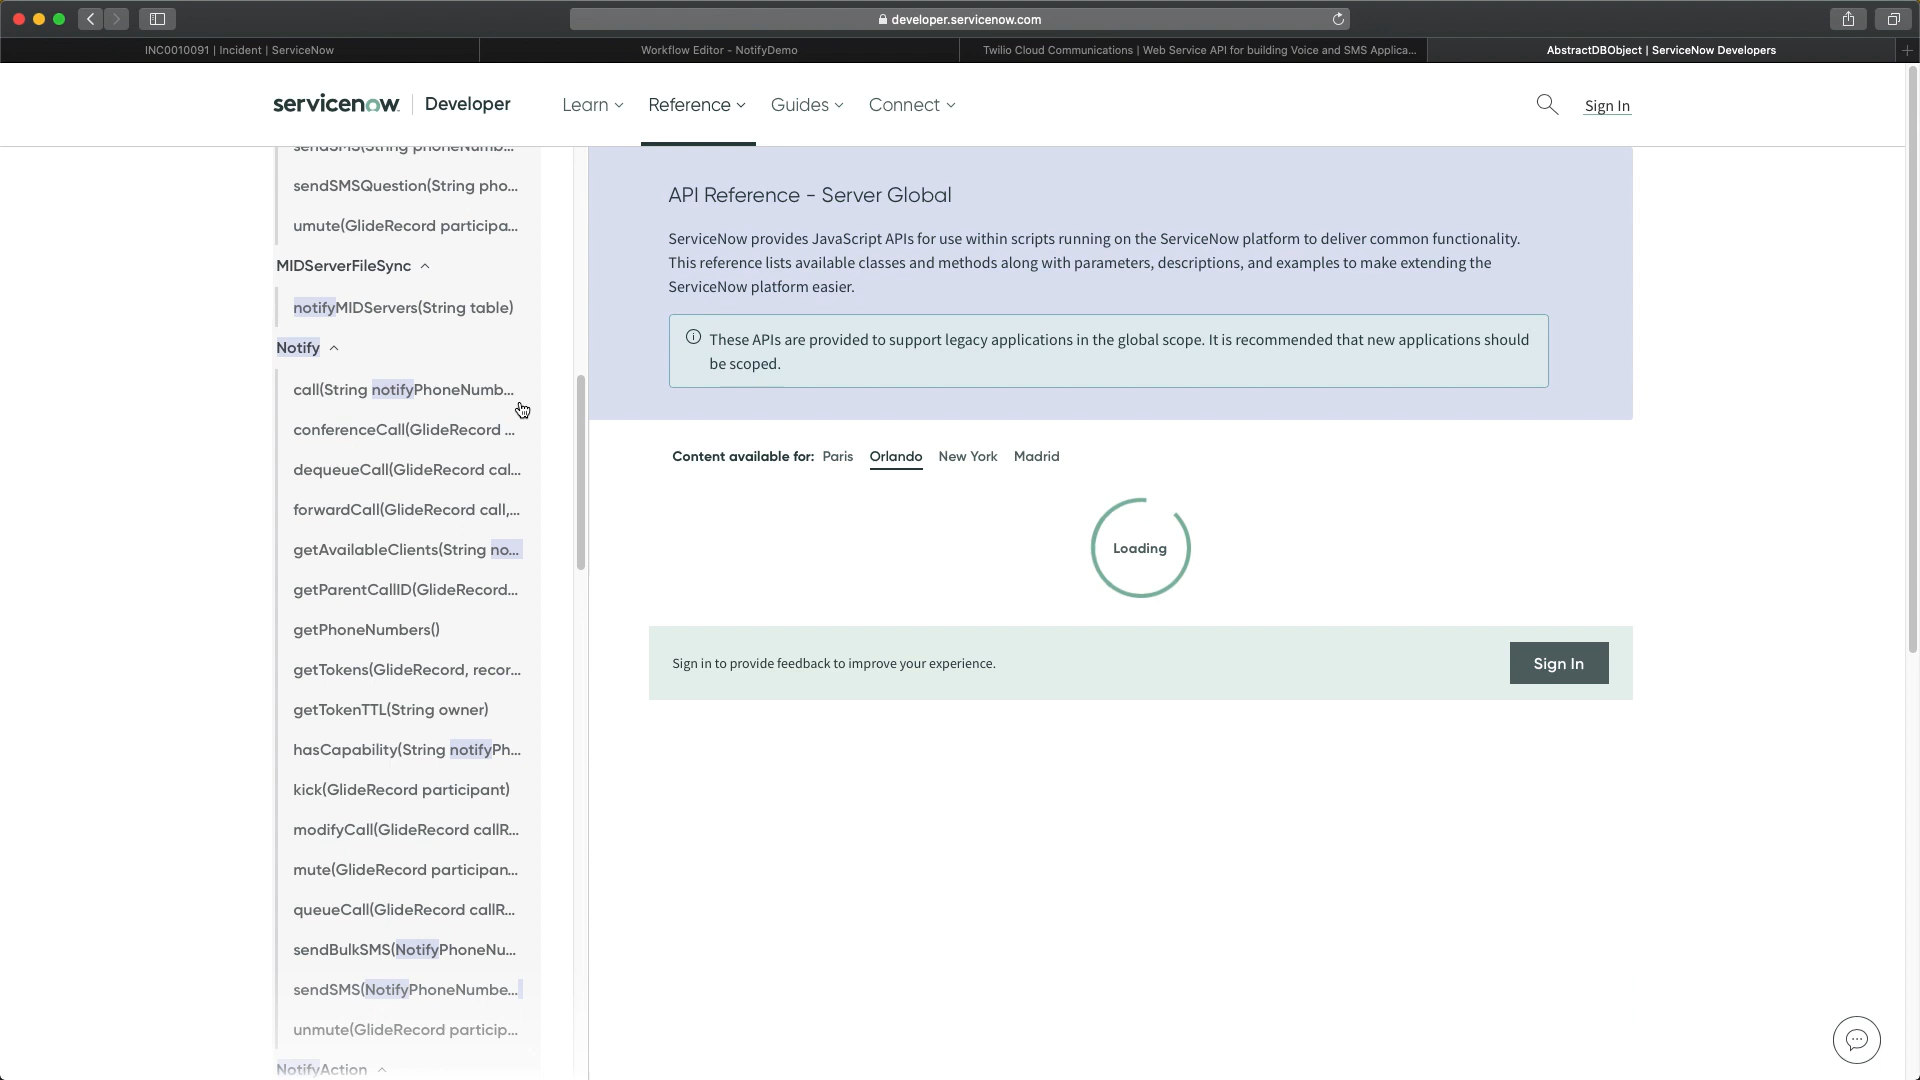 developer.servicenow.com
INC0010091 | Incident | ServiceNow
Workflow Editor - NotifyDemo
Twilio Cloud Communications | Web Service API for building Voice and SMS Applica...
AbstractDBObject | ServiceNow Developers
servicenow
Developer
Learn
Reference
Guides
Connect
Sign In
sendSMS(String phoneNumb...
sendSMSQuestion(String pho...
umute(GlideRecord participa...
MIDServerFileSync
notifyMIDServers(String table)
Notify
call(String notifyPhoneNumb...
conferenceCall(GlideRecord ...
dequeueCall(GlideRecord cal...
forwardCall(GlideRecord call,...
getAvailableClients(String no...
getParentCallID(GlideRecord...
getPhoneNumbers()
getTokens(GlideRecord, recor...
getTokenTTL(String owner)
hasCapability(String notifyPh...
kick(GlideRecord participant)
modifyCall(GlideRecord callR...
mute(GlideRecord participan...
queueCall(GlideRecord callR...
sendBulkSMS(NotifyPhoneNu...
sendSMS(NotifyPhoneNumbe...
unmute(GlideRecord particip...
NotifyAction
API Reference - Server Global
ServiceNow provides JavaScript APIs for use within scripts running on the ServiceNow platform to deliver common functionality.
This reference lists available classes and methods along with parameters, descriptions, and examples to make extending the
ServiceNow platform easier.
These APIs are provided to support legacy applications in the global scope. It is recommended that new applications should
be scoped.
Content available for: Paris Orlando New York Madrid
Loading
Sign in to provide feedback to improve your experience.
Sign In